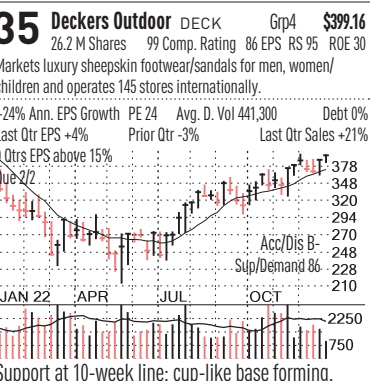 35 Deckers Outdoor DECK Grp4 $399.16
26.2 M Shares 99 Comp. Rating 86 EPS RS 95 ROE 30
Markets luxury sheepskin footwear/sandals for men, women/
children and operates 145 stores internationally.
-24% Ann. EPS Growth PE 24 Avg. D. Vol 441,300 Debt 0%
Last Qtr EPS +4% Prior Qtr -3% Last Qtr Sales +21%
Qtrs EPS above 15%
Due 2/2
378
348
320
294
270
248
228
210
Acc/Dis B-
Sup/Demand 86
JAN 22 APR JUL OCT
2250
750
Support at 10-week line; cup-like base forming.